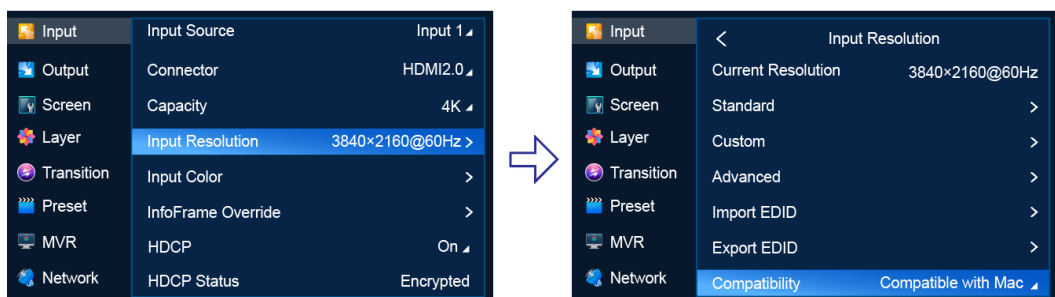 Input
Output
Screen
Layer
Transition
Preset
MVR
Network
Input Source Input 1
Connector HDMI2.0
Capacity 4K
Input Resolution 3840×2160@60Hz >
Input Color >
InfoFrame Override >
HDCP On
HDCP Status Encrypted
Input
Output
Screen
Layer
Transition
Preset
MVR
Network
< Input Resolution
Current Resolution 3840×2160@60Hz
Standard >
Custom >
Advanced >
Import EDID >
Export EDID >
Compatibility Compatible with Mac